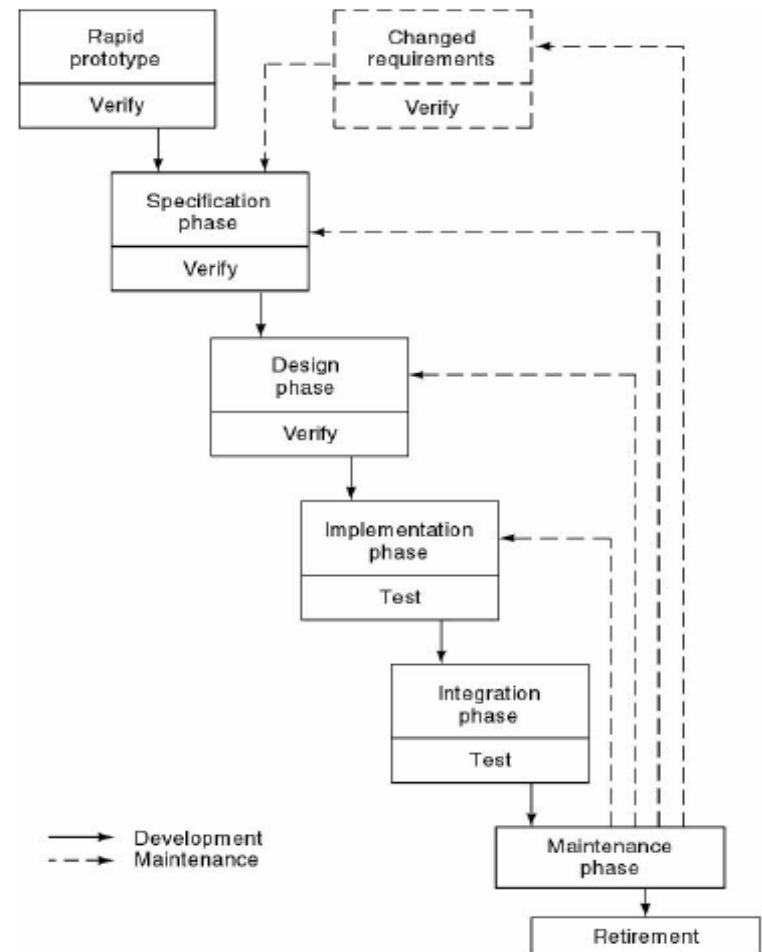 Rapid
prototype
Verify
Changed
requirements
Verify
Specification
phase
Verify
Design
phase
Verify
Implementation
phase
Test
Integration
phase
Test
Development
Maintenance
Maintenance
phase
Retirement